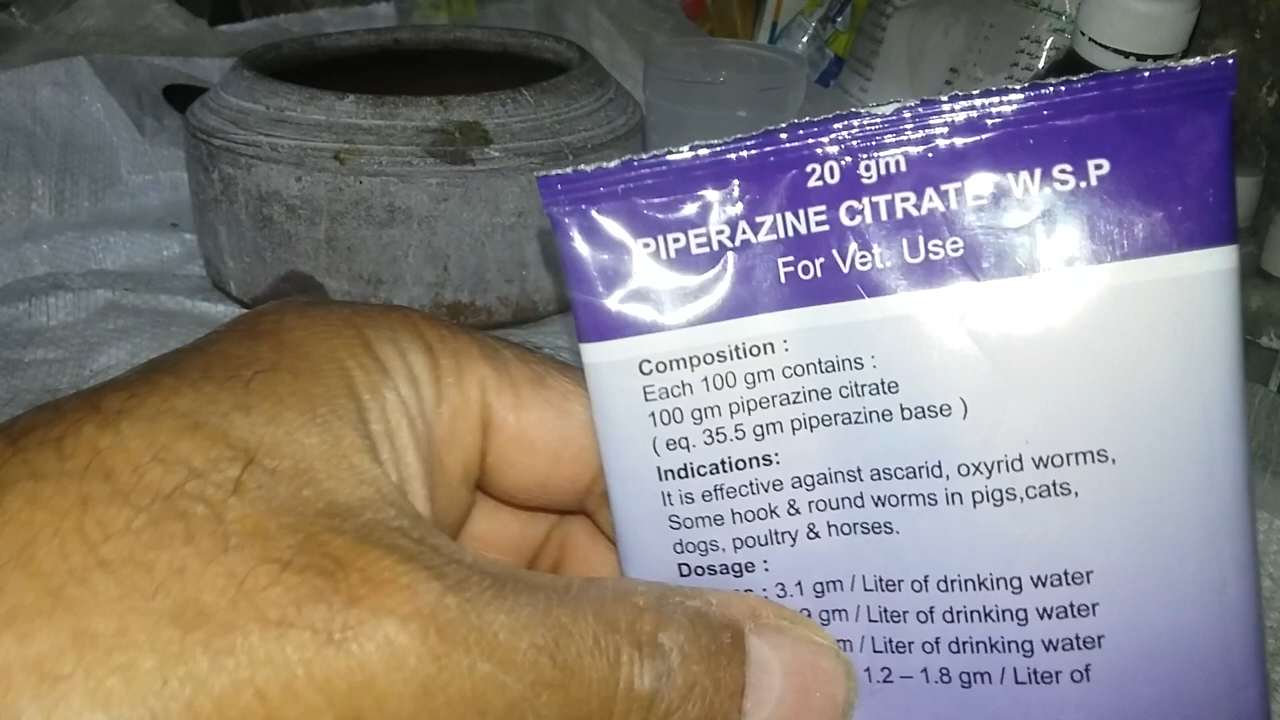 20 gm
PIPERAZINE CITRATE W.S.P
For Vet. Use
Composition :
Each 100 gm contains :
100 gm piperazine citrate
( eq. 35.5 gm piperazine base )
Indications:
It is effective against ascarid, oxyrid worms,
Some hook & round worms in pigs,cats,
dogs, poultry & horses.
Dosage :
: 3.1 gm / Liter of drinking water
gm / Liter of drinking water
/ Liter of drinking water
1.2 – 1.8 gm / Liter of